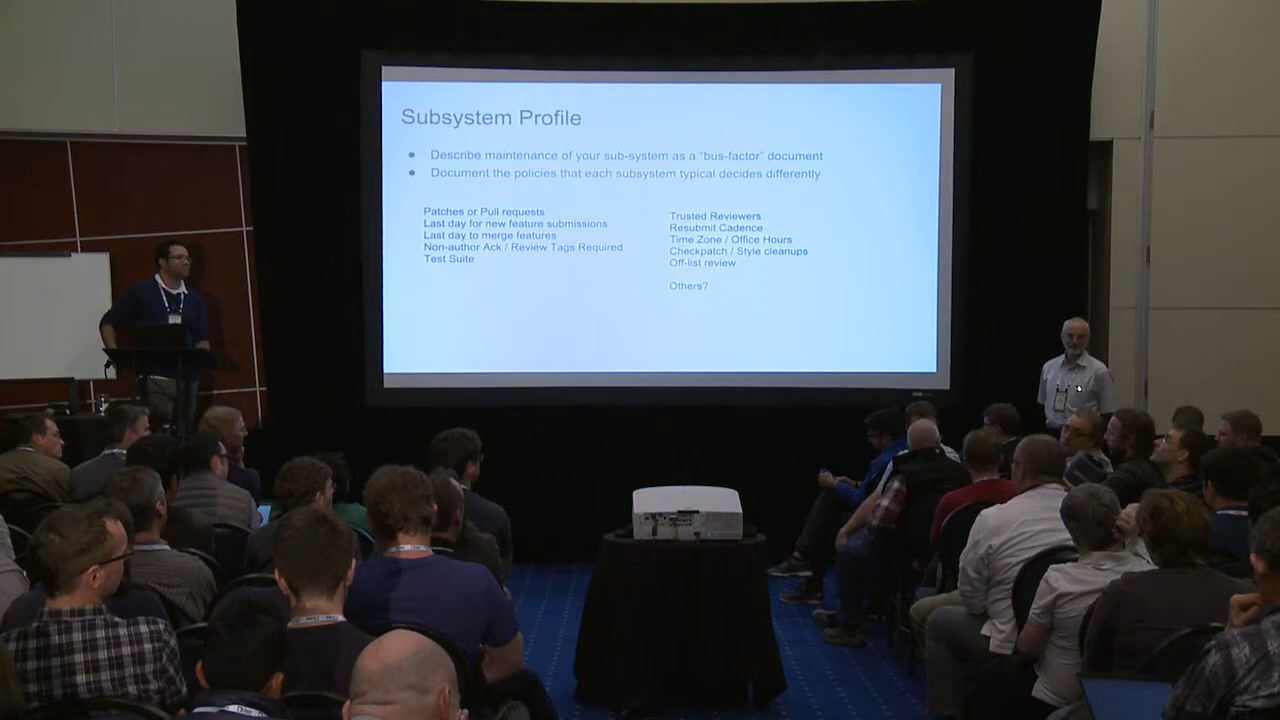 Subsystem Profile
Describe maintenance of your sub-system as a “bus-factor” document
Document the policies that each subsystem typical decides differently
Patches or Pull requests
Last day for new feature submissions
Last day to merge features
Non-author Ack / Review Tags Required
Test Suite
Trusted Reviewers
Resubmit Cadence
Time Zone / Office Hours
Checkpatch / Style cleanups
Off-list review
Others?